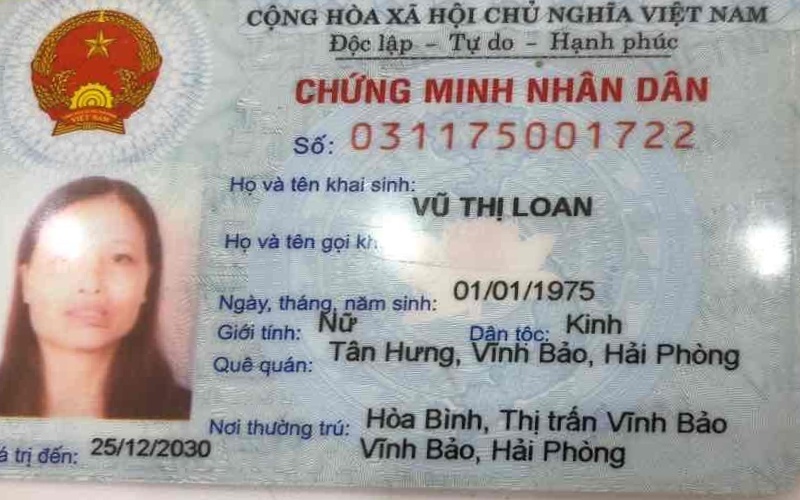 CỘNG HÒA XÃ HỘI CHỦ NGHĨA VIỆT NAM
Độc lập – Tự do – Hạnh phúc
CHỨNG MINH NHÂN DÂN
Số: 031175001722
Họ và tên khai sinh:
VŨ THỊ LOAN
Họ và tên gọi
Ngày, tháng, năm sinh: 01/01/1975
Giới tính: Nữ Dân tộc: Kinh
Quê quán: Tân Hưng, Vĩnh Bảo, Hải Phòng
Nơi thường trú: Hòa Bình, Thị trấn Vĩnh Bảo
Vĩnh Bảo, Hải Phòng
trị đến: 25/12/2030
VIỆT NAM